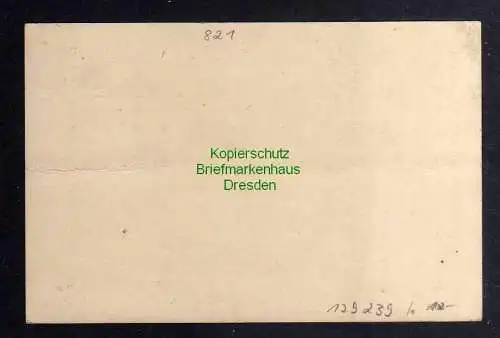 821
Kopierschutz
Briefmarkenhaus
Dresden
129239